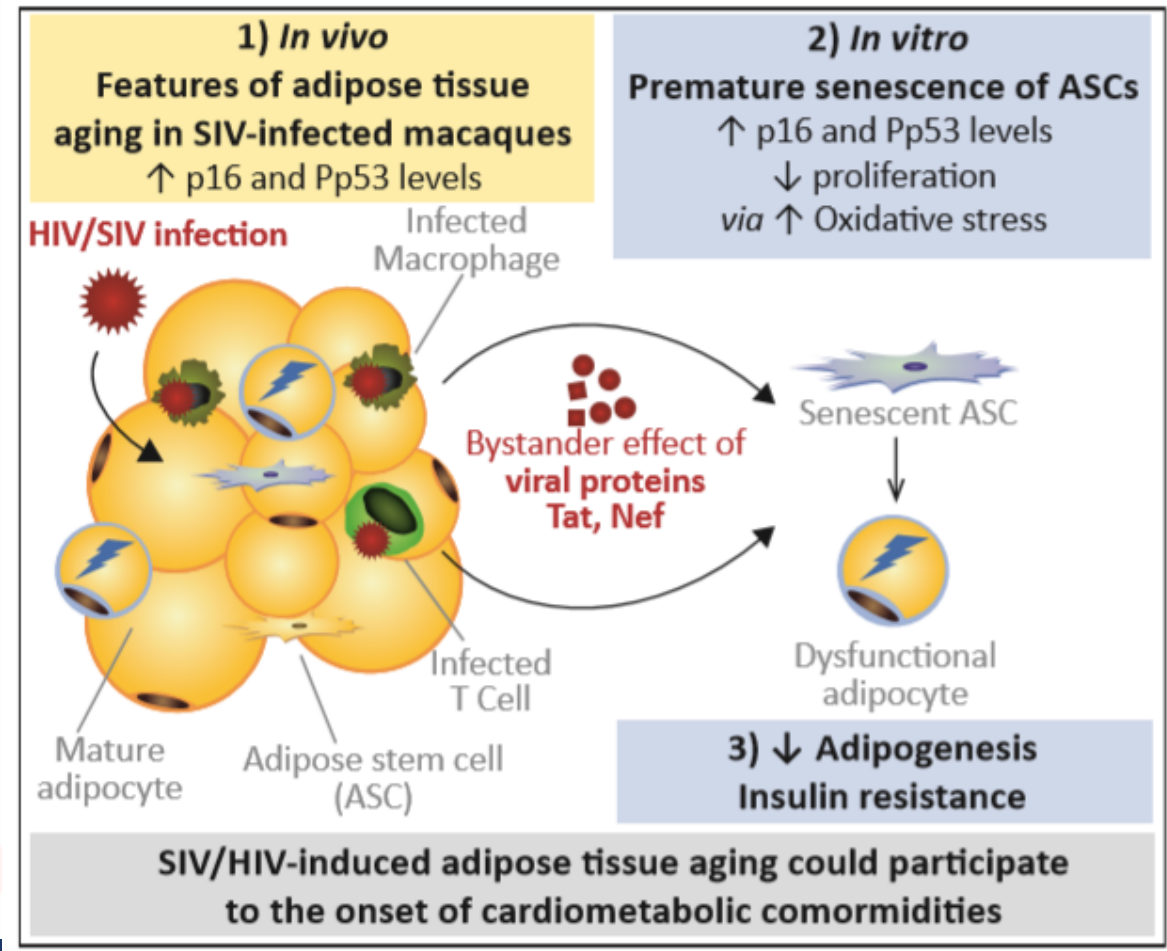 1) In vivo
Features of adipose tissue
aging in SIV-infected macaques
↑ p16 and Pp53 levels
2) In vitro
Premature senescence of ASCs
↑ p16 and Pp53 levels
↓ proliferation
via ↑ Oxidative stress
HIV/SIV infection
Infected
Macrophage
Bystander effect of
viral proteins
Tat, Nef
Senescent ASC
Dysfunctional
adipocyte
Infected
T Cell
Mature
adipocyte
Adipose stem cell
(ASC)
3) ↓ Adipogenesis
Insulin resistance
SIV/HIV-induced adipose tissue aging could participate
to the onset of cardiometabolic comormidities